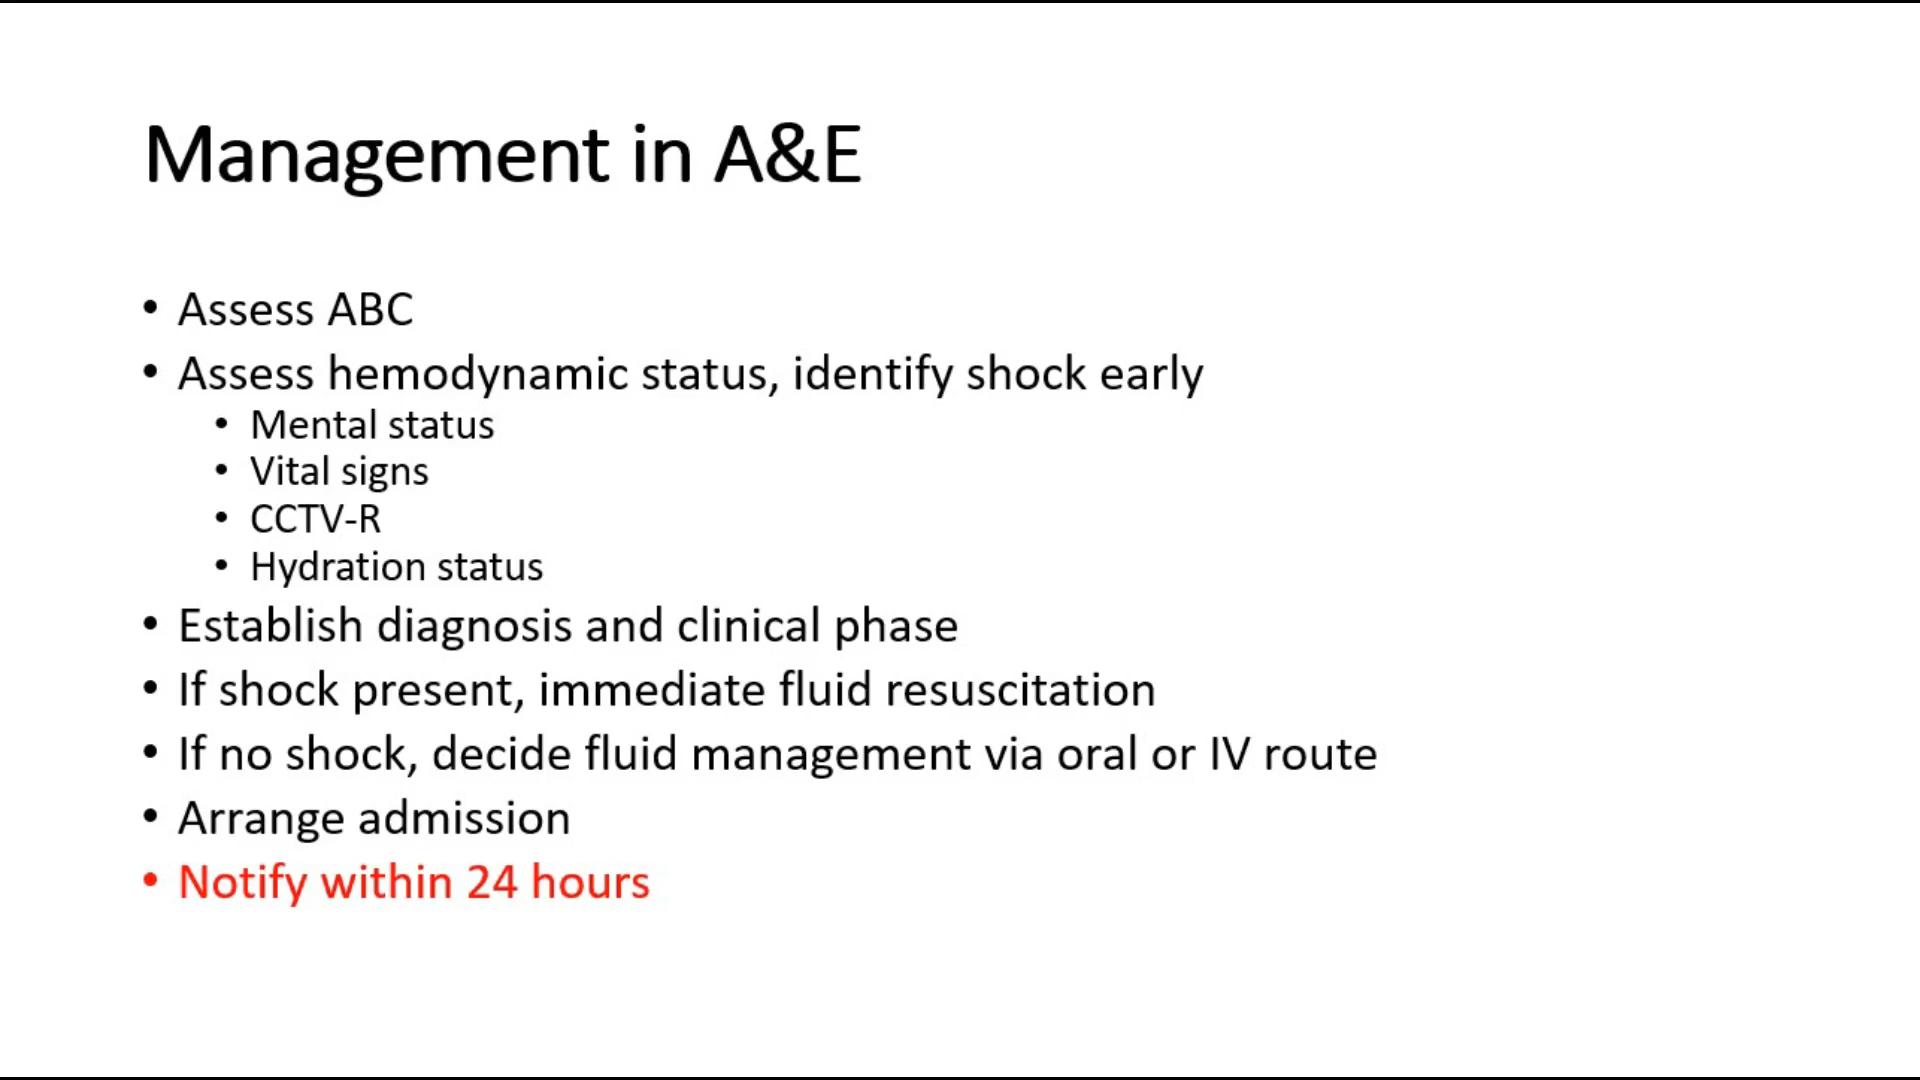 Management in A&E
• Assess ABC
• Assess hemodynamic status, identify shock early
• Mental status
• Vital signs
• CCTV-R
• Hydration status
• Establish diagnosis and clinical phase
• If shock present, immediate fluid resuscitation
• If no shock, decide fluid management via oral or IV route
• Arrange admission
• Notify within 24 hours